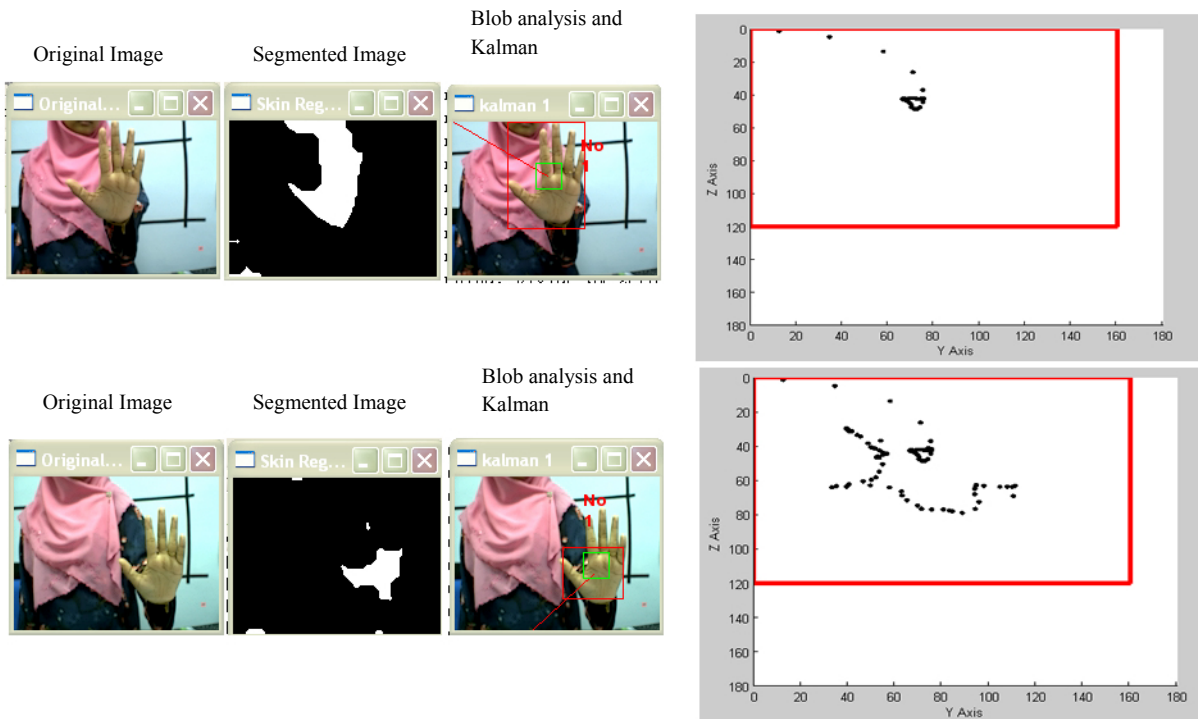 Blob analysis and
Kalman
Original Image
Segmented Image
Original...
Skin Reg...
kalman 1
No
1
0
20
40
60
80
100
120
140
160
180
Z Axis
0 20 40 60 80 100 120 140 160 180
Y Axis
Blob analysis and
Kalman
Original Image
Segmented Image
Original...
Skin Reg...
kalman 1
No
1
0
20
40
60
80
100
120
140
160
180
Z Axis
0 20 40 60 80 100 120 140 160 180
Y Axis